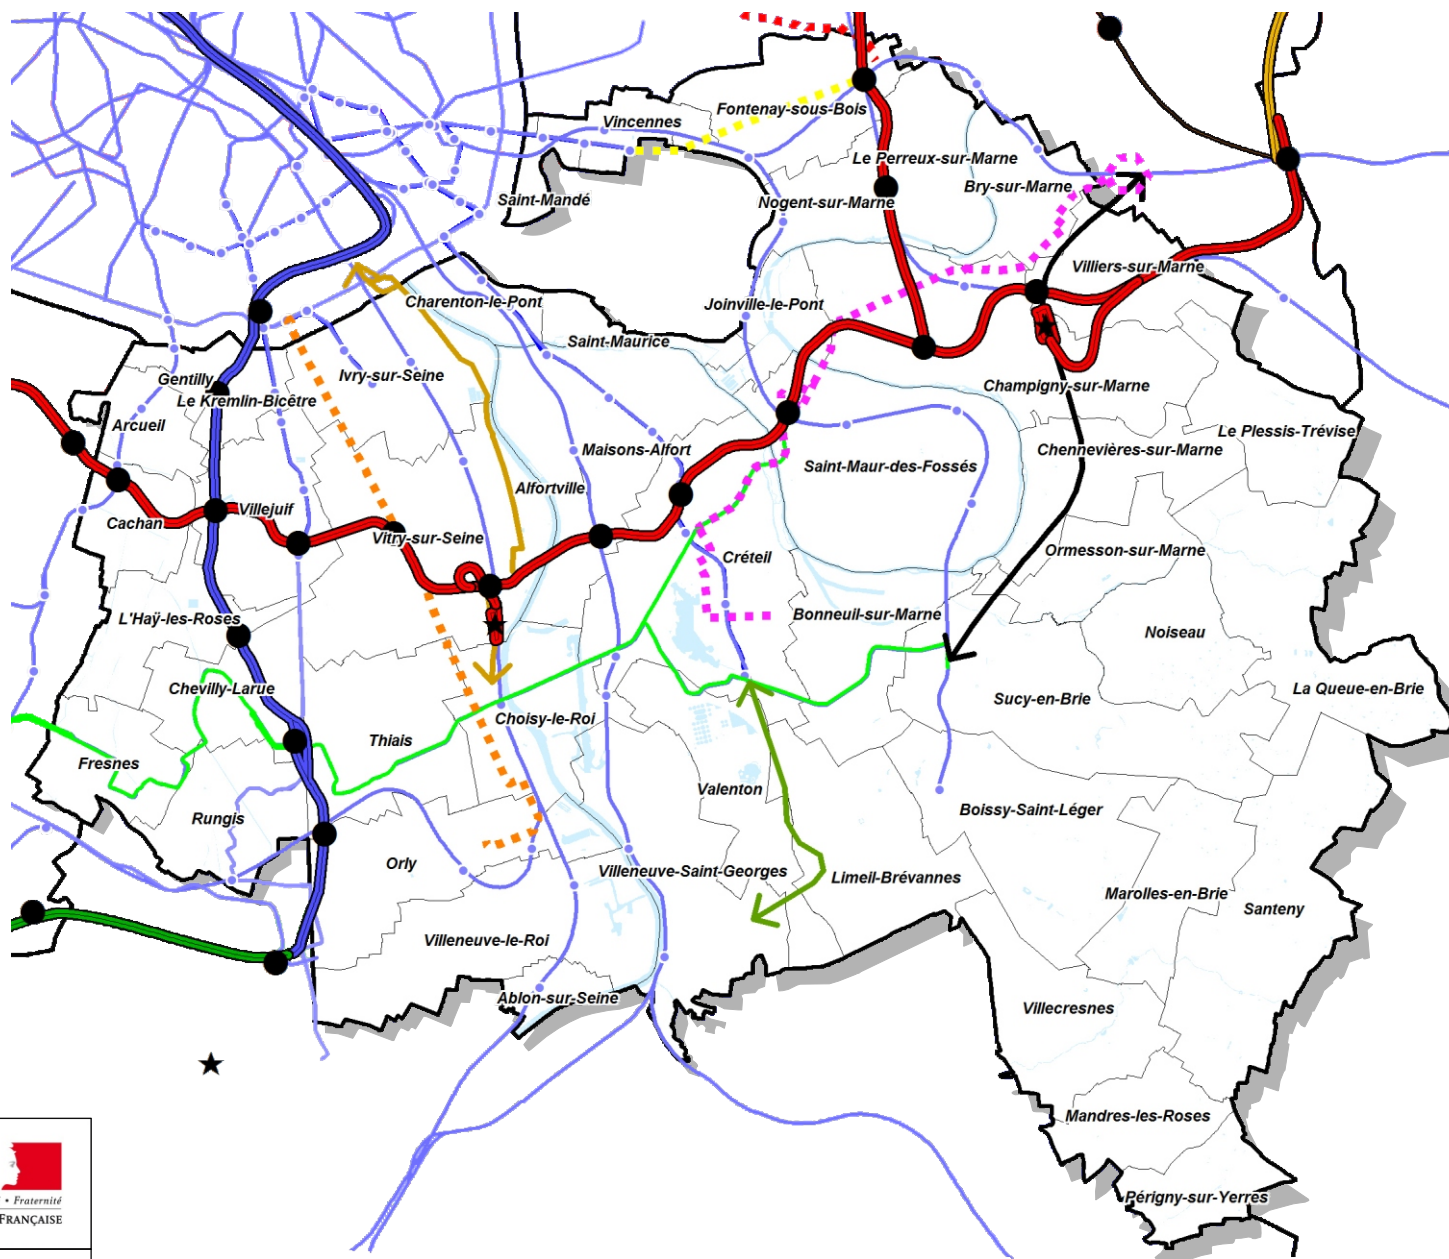 Fontenay-sous-Bois
Vincennes
Le Perreux-sur-Marne
Bry-sur-Marne
Saint-Mandé
Nogent-sur-Marne
Villiers-sur-Marne
Charenton-le-Pont
Joinville-le-Pont
Saint-Maurice
Gentilly
Ivry-sur-Seine
Champigny-sur-Marne
Le Kremlin-Bicêtre
Arcueil
Le Plessis-Trévise
Maisons-Alfort
Chennevières-sur-Marne
Saint-Maur-des-Fossés
Alfortville
Cachan
Villejuif
Vitry-sur-Seine
Ormesson-sur-Marne
Créteil
L'Haÿ-les-Roses
Bonneuil-sur-Marne
Noiseau
Chevilly-Larue
La Queue-en-Brie
Sucy-en-Brie
Choisy-le-Roi
Thiais
Fresnes
Valenton
Rungis
Boissy-Saint-Léger
Orly
Villeneuve-Saint-Georges
Limeil-Brévannes
Marolles-en-Brie
Santeny
Villeneuve-le-Roi
Ablon-sur-Seine
Villecresnes
Mandres-les-Roses
Périgny-sur-Yerres
• Fraternité
FRANÇAISE